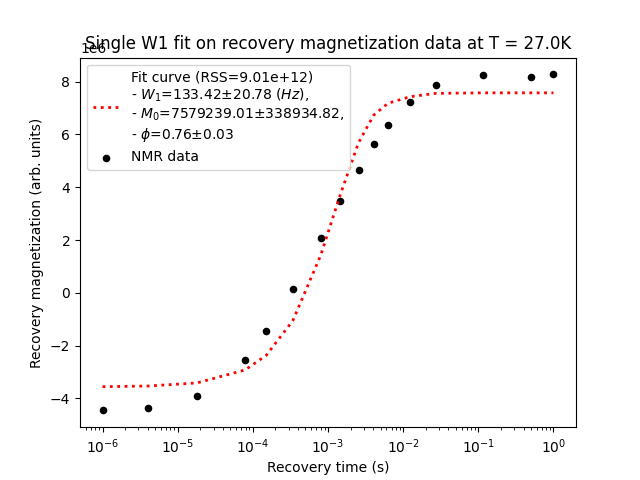 Single W1 fit on recovery magnetization data at T = 27.0K
1e6
Fit curve (RSS=9.01e+12)
- W₁=133.42±20.78 (Hz),
- M₀=7579239.01±338934.82,
- ϕ=0.76±0.03
NMR data
8
6
4
2
0
−2
−4
Recovery magnetization (arb. units)
10⁻⁶ 10⁻⁵ 10⁻⁴ 10⁻³ 10⁻² 10⁻¹ 10⁰
Recovery time (s)